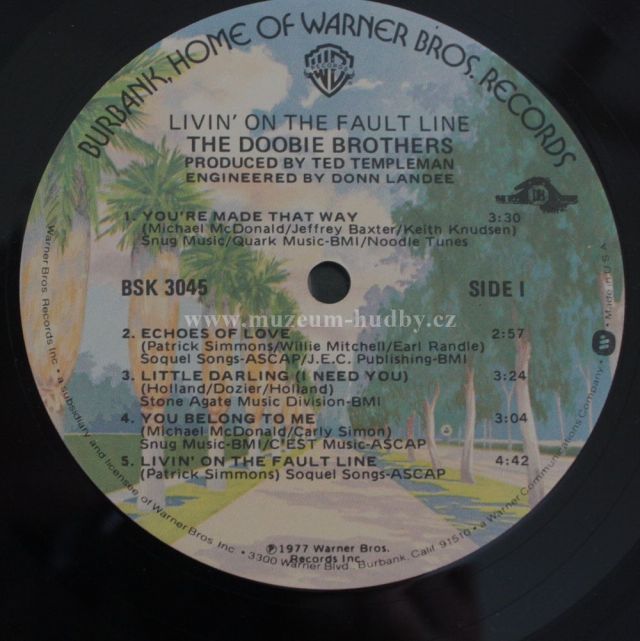 BURBANK, HOME OF WARNER BROS. RECORDS
WB
RECORDS
LIVIN' ON THE FAULT LINE
THE DOOBIE BROTHERS
PRODUCED BY TED TEMPLEMAN
ENGINEERED BY DONN LANDEE
1. YOU'RE MADE THAT WAY 3:30
(Michael McDonald/Jeffrey Baxter/Keith Knudsen)
Snug Music/Quark Music-BMI/Noodle Tunes
BSK 3045 SIDE I
www.muzeum-hudby.cz
2. ECHOES OF LOVE 2:57
(Patrick Simmons/Willie Mitchell/Earl Randle)
Soquel Songs-ASCAP/J.E.C. Publishing-BMI
3. LITTLE DARLING (I NEED YOU) 3:24
(Holland/Dozier/Holland)
Stone Agate Music Division-BMI
4. YOU BELONG TO ME 3:04
(Michael McDonald/Carly Simon)
Snug Music-BMI/C'EST Music-ASCAP
5. LIVIN' ON THE FAULT LINE 4:42
(Patrick Simmons) Soquel Songs-ASCAP
℗1977 Warner Bros.
Records Inc.
Warner Bros. Records Inc. • a subsidiary and licensee of Warner Bros Inc. • 3300 Warner Blvd., Burbank, Calif. 91510 • a Warner Communications Company. • Made in U.S.A.